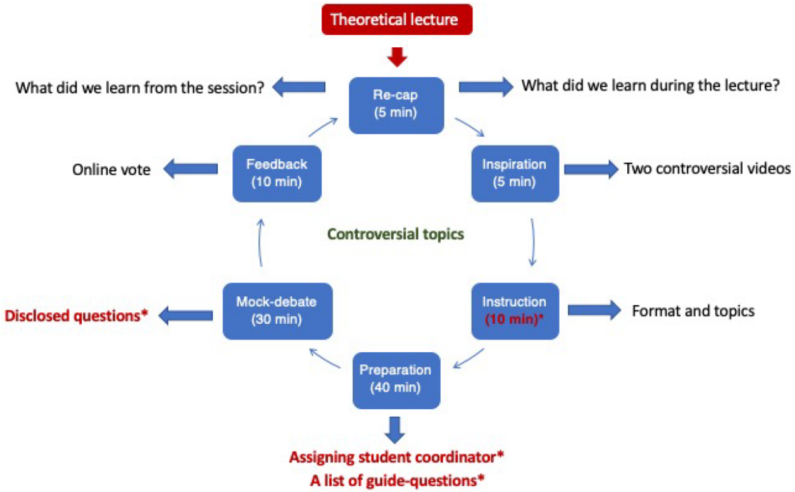 Theoretical lecture
What did we learn from the session?
Re-cap
(5 min)
What did we learn during the lecture?
Online vote
Feedback
(10 min)
Inspiration
(5 min)
Two controversial videos
Controversial topics
Disclosed questions*
Mock-debate
(30 min)
Instruction
(10 min)*
Format and topics
Preparation
(40 min)
Assigning student coordinator*
A list of guide-questions*